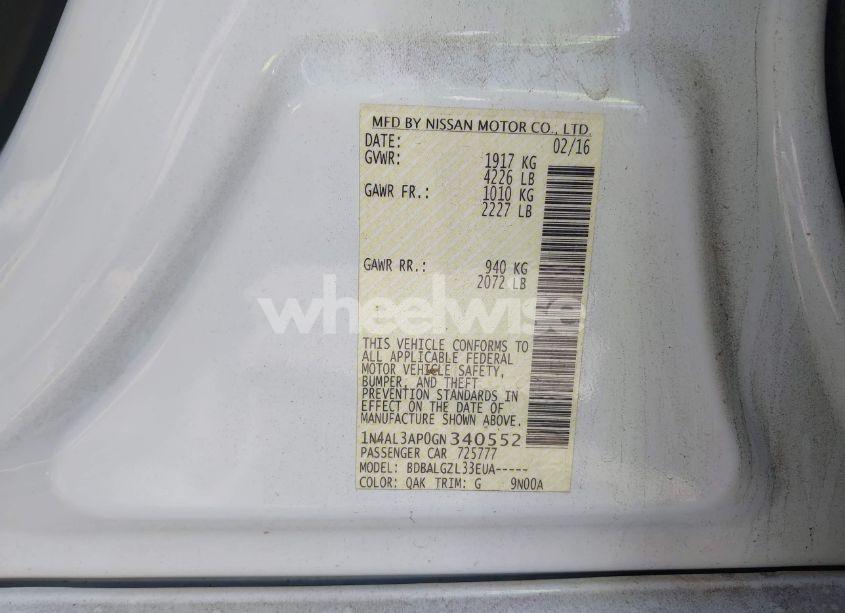 MFD BY NISSAN MOTOR CO., LTD.
DATE: 02/16
GVWR: 1917 KG
4226 LB
GAWR FR.: 1010 KG
2227 LB
GAWR RR.: 940 KG
2072 LB
wheelwise
THIS VEHICLE CONFORMS TO
ALL APPLICABLE FEDERAL
MOTOR VEHICLE SAFETY,
BUMPER, AND THEFT
PREVENTION STANDARDS IN
EFFECT ON THE DATE OF
MANUFACTURE SHOWN ABOVE.
1N4AL3AP0GN340552
PASSENGER CAR 725777
MODEL: BDBALGZL33EUA-----
COLOR: QAK TRIM: G 9N00A